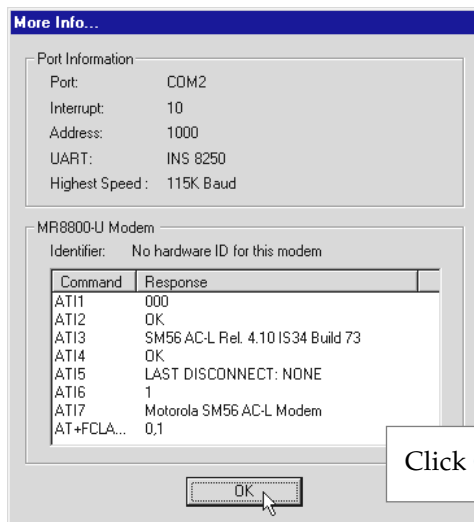 More Info...
Port Information
Port: COM2
Interrupt: 10
Address: 1000
UART: INS 8250
Highest Speed : 115K Baud
MR8800-U Modem
Identifier: No hardware ID for this modem
Command Response
ATI1 000
ATI2 OK
ATI3 SM56 AC-L Rel. 4.10 IS34 Build 73
ATI4 OK
ATI5 LAST DISCONNECT: NONE
ATI6 1
ATI7 Motorola SM56 AC-L Modem
AT+FCLA... 0,1
Click
OK